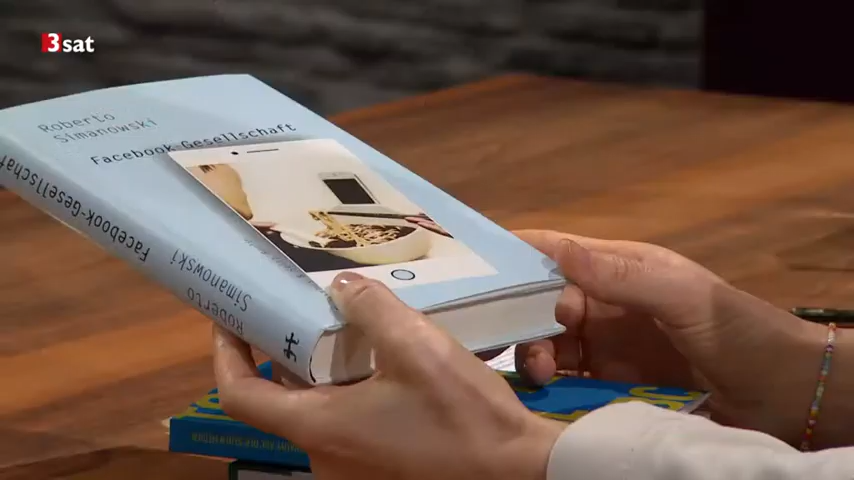 3sat
Roberto
Simanowski
Facebook-Gesellschaft
Roberto Simanowski Facebook-Gesellschaft